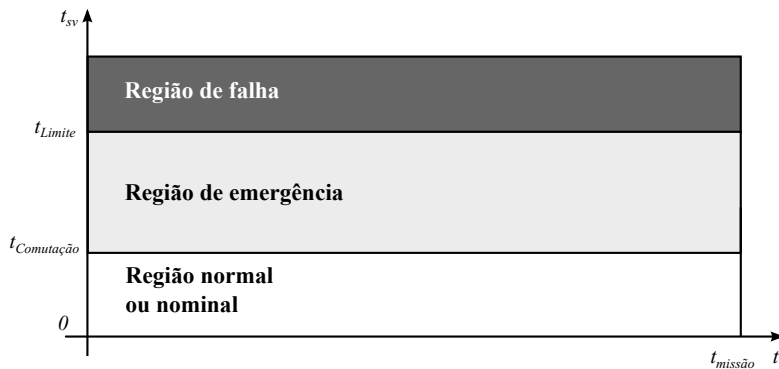 t_sv
Região de falha
t_Limite
Região de emergência
t_Comutação
Região normal
ou nominal
0
t_missão
t